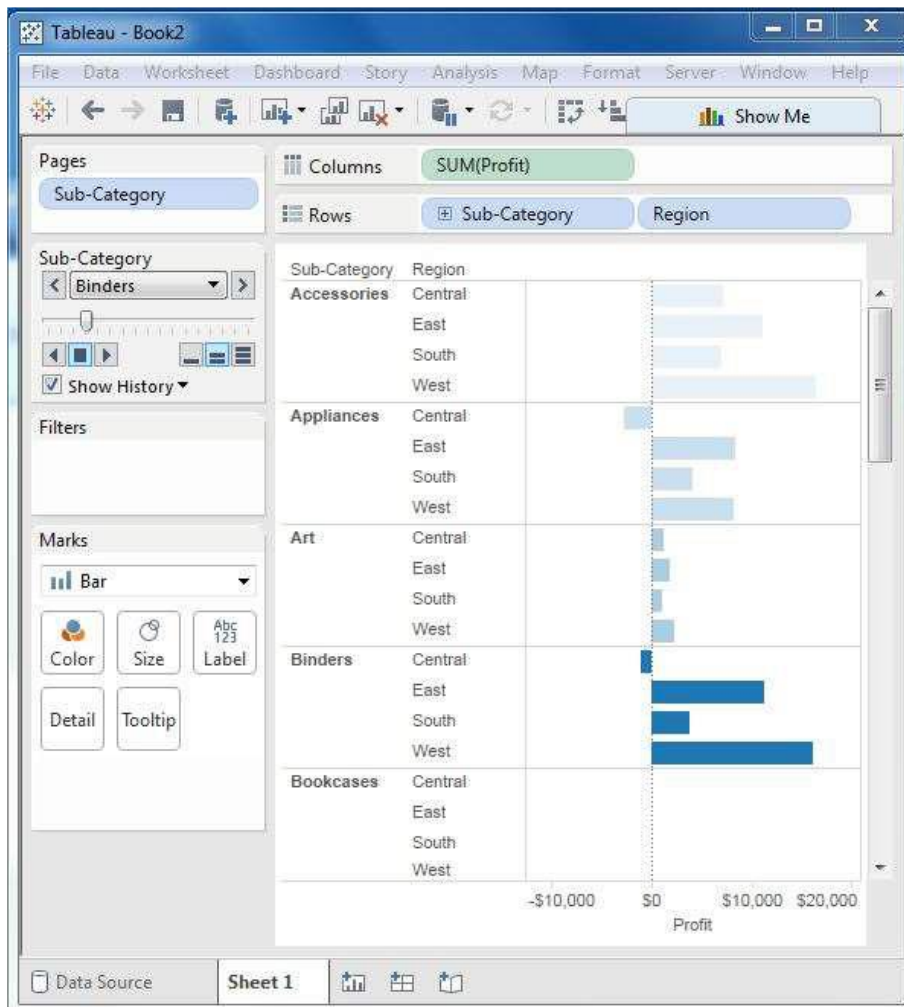 Tableau - Book2
File Data Worksheet Dashboard Story Analysis Map Format Server Window Help
Show Me
Pages
Sub-Category
Columns SUM(Profit)
Rows Sub-Category Region
Sub-Category
Binders
Show History
Filters
Marks
Bar
Color Size Abc 123 Label
Detail Tooltip
Sub-Category Region
Accessories Central
East
South
West
Appliances Central
East
South
West
Art Central
East
South
West
Binders Central
East
South
West
Bookcases Central
East
South
West
-$10,000 $0 $10,000 $20,000
Profit
Data Source Sheet 1